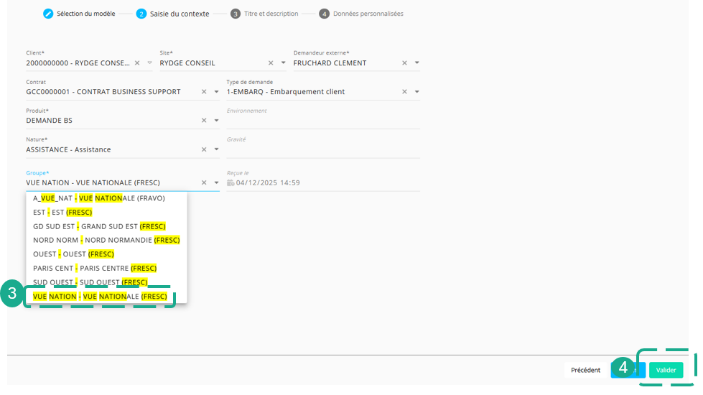 Sélection du modèle 2 Saisie du contexte 3 Titre et description 4 Données personnalisées
Client* Site* Demandeur externe*
2000000000 - RYDGE CONSE... × RYDGE CONSEIL × FRUCHARD CLEMENT ×
Contrat Type de demande
GCC0000001 - CONTRAT BUSINESS SUPPORT × 1-EMBARQ - Embarquement client ×
Produit* Environnement
DEMANDE BS ×
Nature* Gravité
ASSISTANCE - Assistance ×
Groupe* Reçue le
VUE NATION - VUE NATIONALE (FRESC) × 04/12/2025 14:59
A_VUE_NAT - VUE NATIONALE (FRAVO)
EST - EST (FRESC)
GD SUD EST - GRAND SUD EST (FRESC)
NORD NORM - NORD NORMANDIE (FRESC)
OUEST - OUEST (FRESC)
PARIS CENT - PARIS CENTRE (FRESC)
SUD OUEST - SUD OUEST (FRESC)
3 VUE NATION - VUE NATIONALE (FRESC)
Précédent 4 Valider